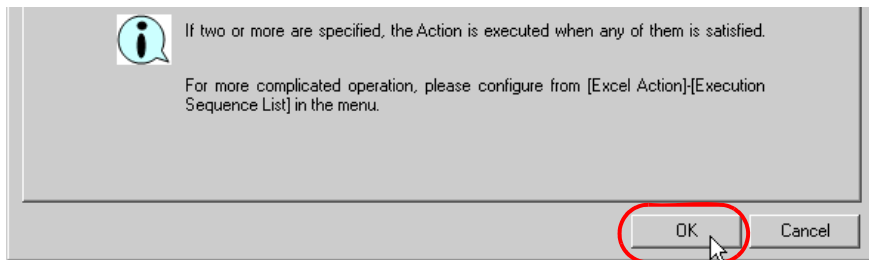 If two or more are specified, the Action is executed when any of them is satisfied.
For more complicated operation, please configure from [Excel Action]-[Execution
Sequence List] in the menu.
OK
Cancel